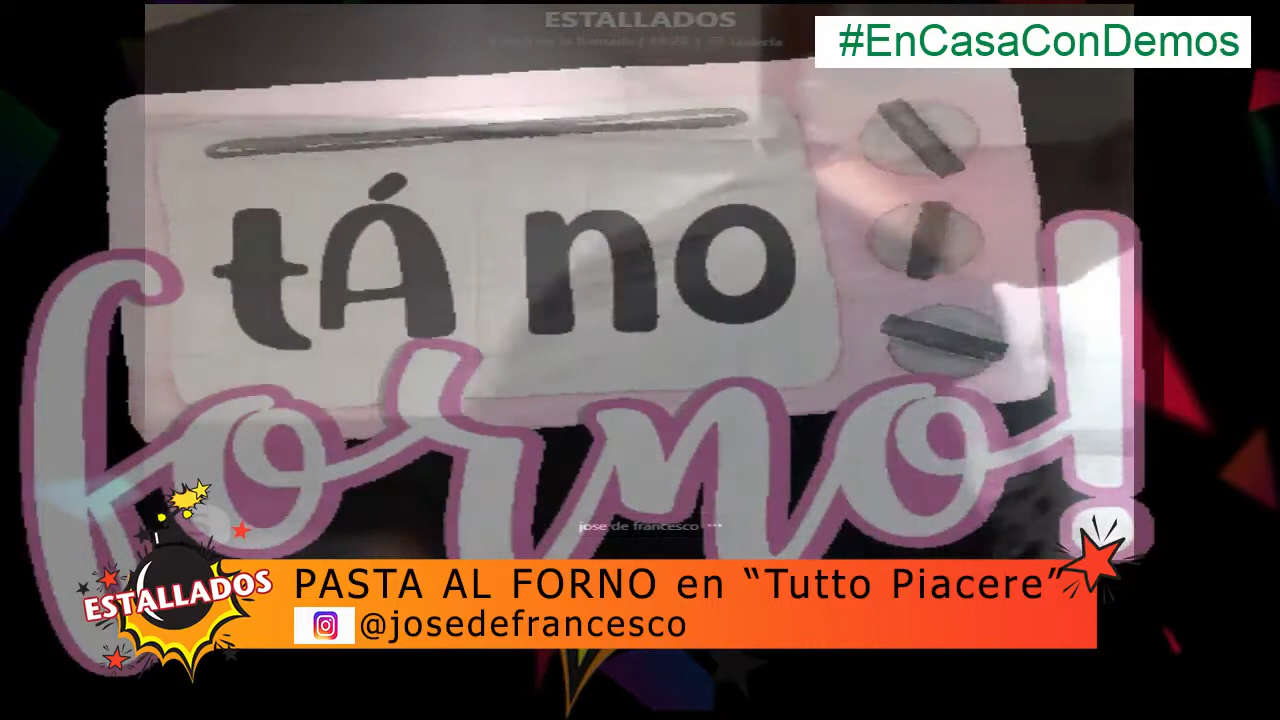 ESTALLADOS
#EnCasaConDemos
tÁ no
forno!
jose de francesco ...
PASTA AL FORNO en “Tutto Piacere”
ESTALLADOS
@josedefrancesco